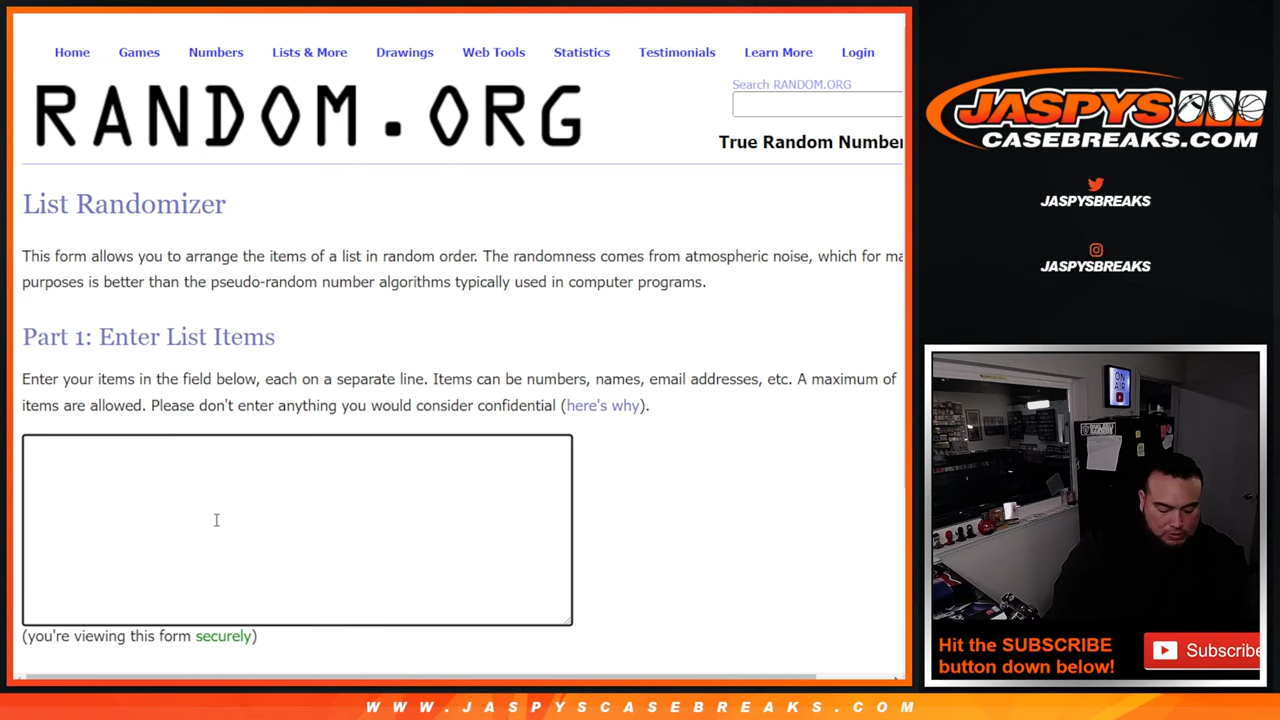 Home Games Numbers Lists & More Drawings Web Tools Statistics Testimonials Learn More Login
RANDOM.ORG
Search RANDOM.ORG
True Random Number
List Randomizer
This form allows you to arrange the items of a list in random order. The randomness comes from atmospheric noise, which for ma
purposes is better than the pseudo-random number algorithms typically used in computer programs.
Part 1: Enter List Items
Enter your items in the field below, each on a separate line. Items can be numbers, names, email addresses, etc. A maximum of
items are allowed. Please don't enter anything you would consider confidential (here's why).
(you're viewing this form securely)
JASPYS
CASEBREAKS.COM
JASPYSBREAKS
JASPYSBREAKS
ON
AIR
Hit the SUBSCRIBE
button down below!
Subscribe
WWW.JASPYSCASEBREAKS.COM